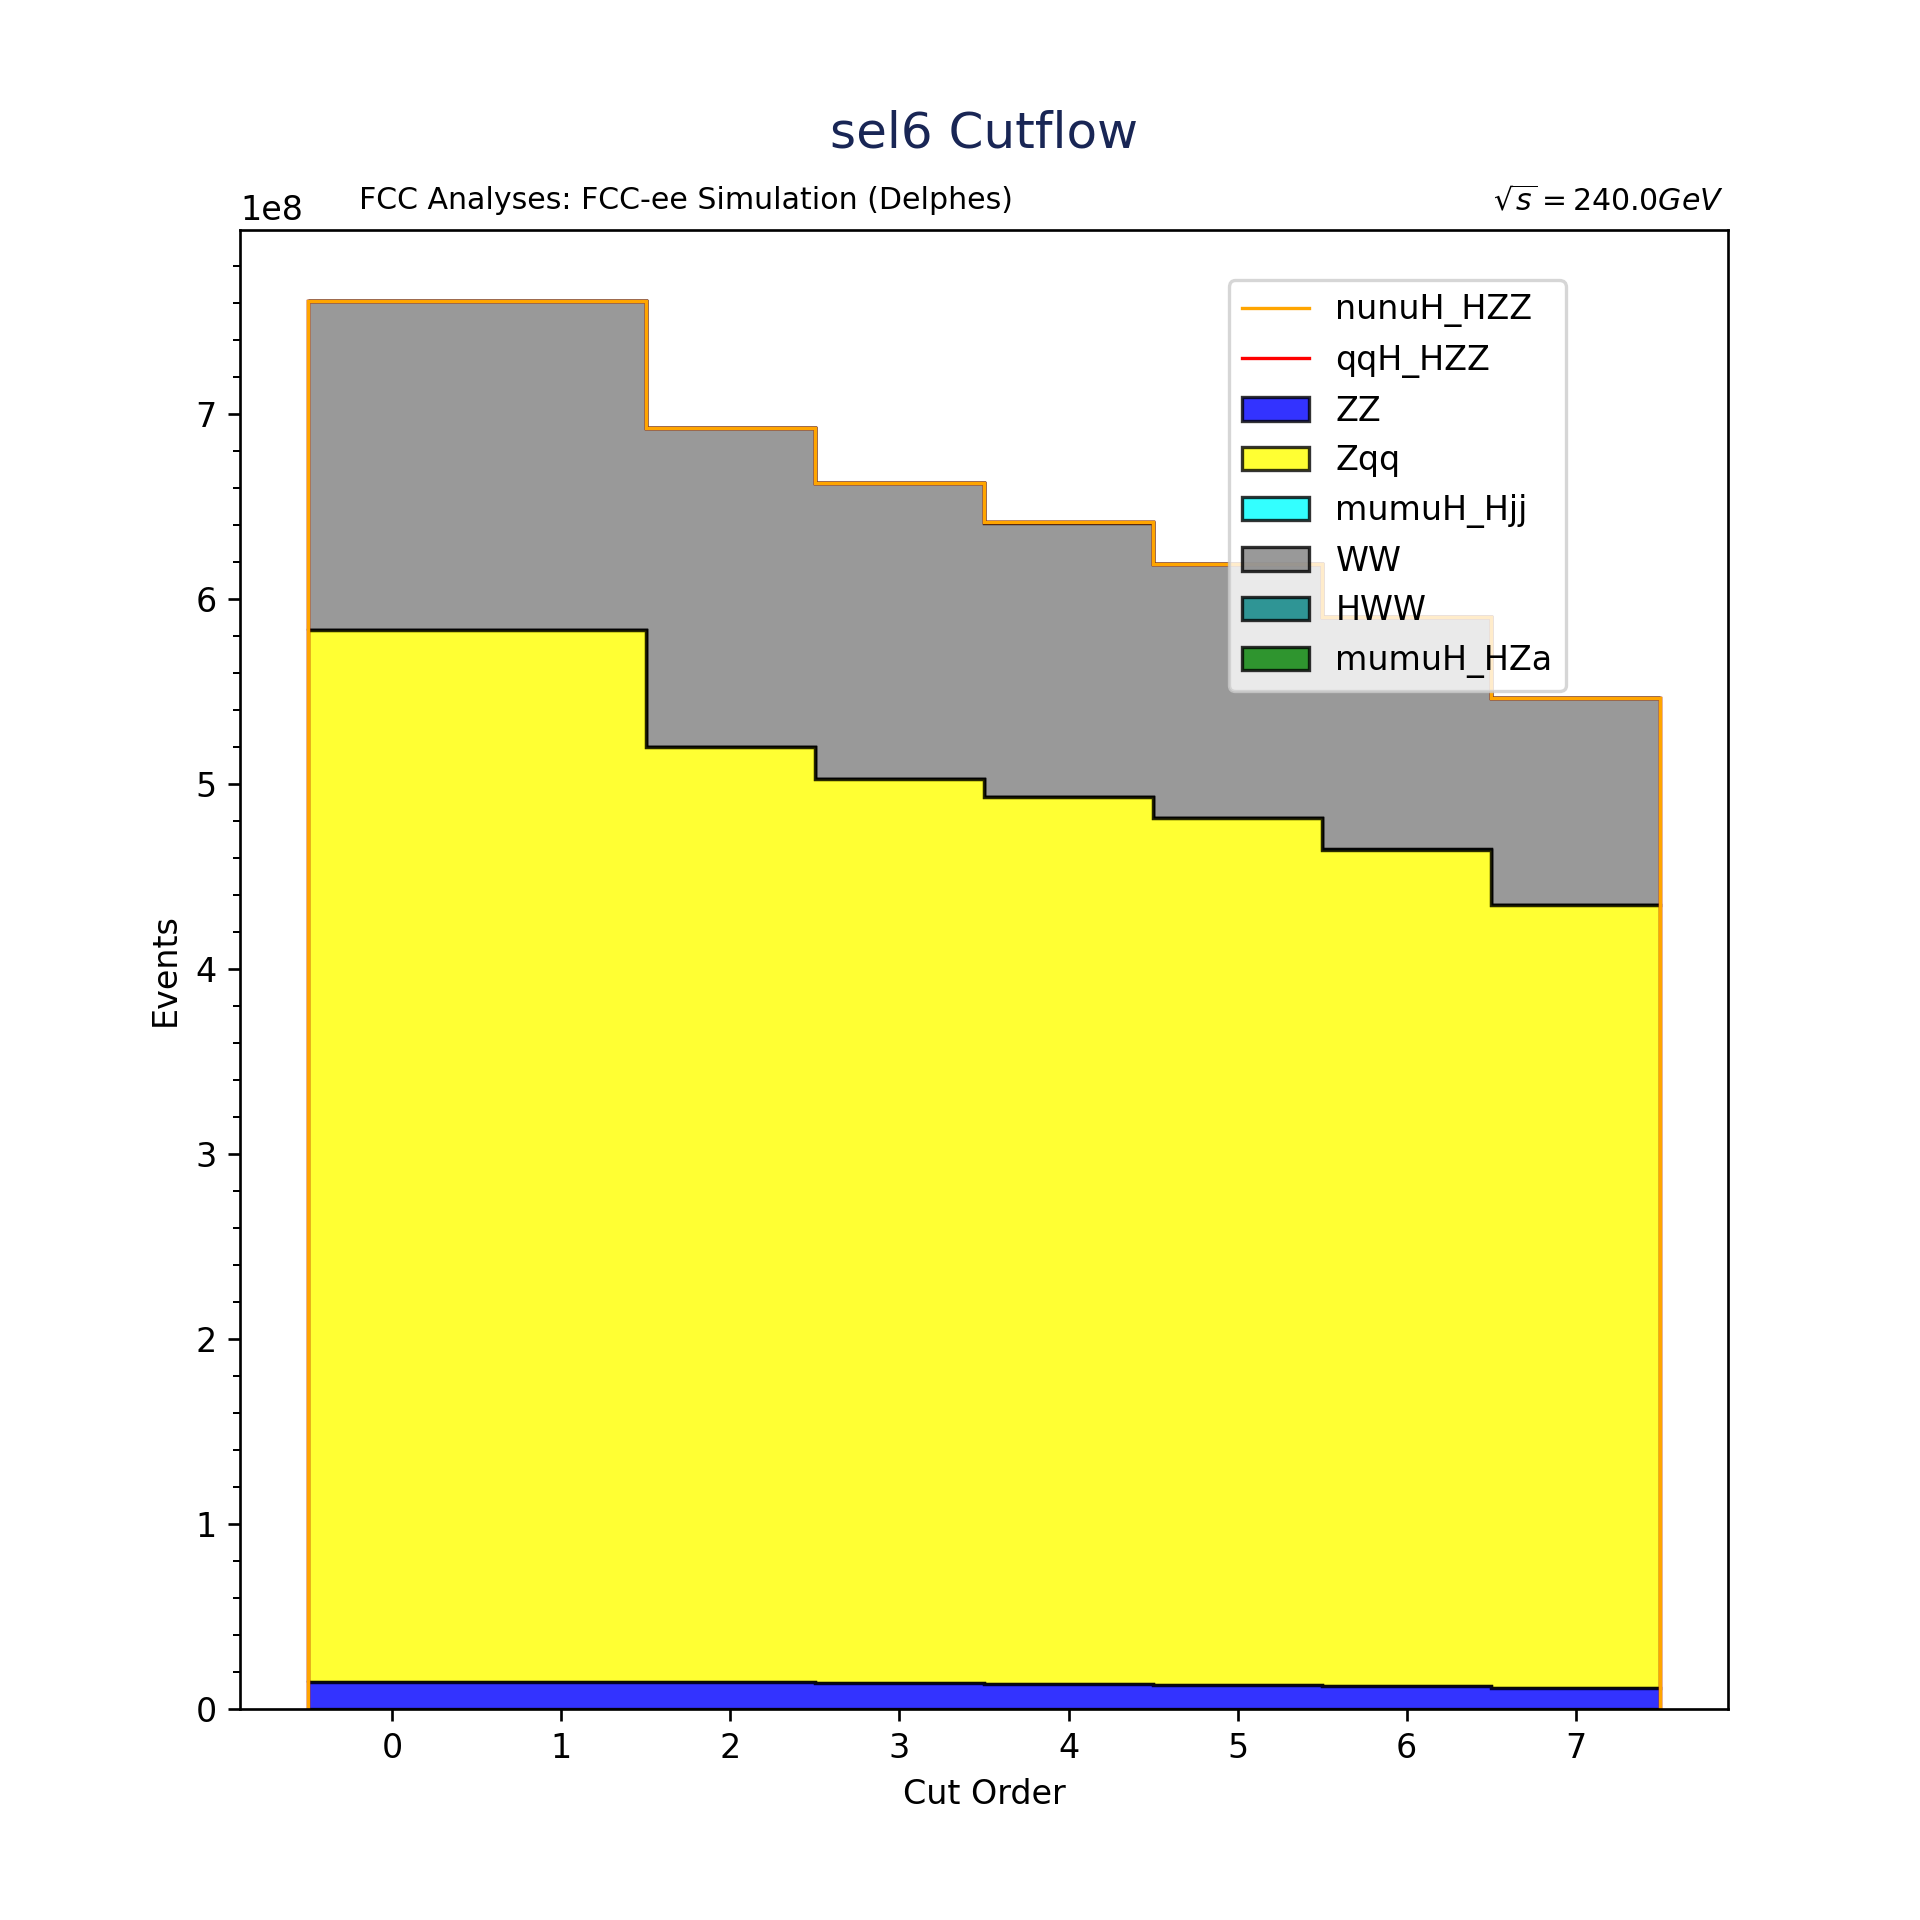 sel6 Cutflow
1e8
FCC Analyses: FCC-ee Simulation (Delphes)
√s = 240.0GeV
nunuH_HZZ
qqH_HZZ
ZZ
Zqq
mumuH_Hjj
WW
HWW
mumuH_HZa
7
6
5
4
3
2
1
0
Events
0 1 2 3 4 5 6 7
Cut Order